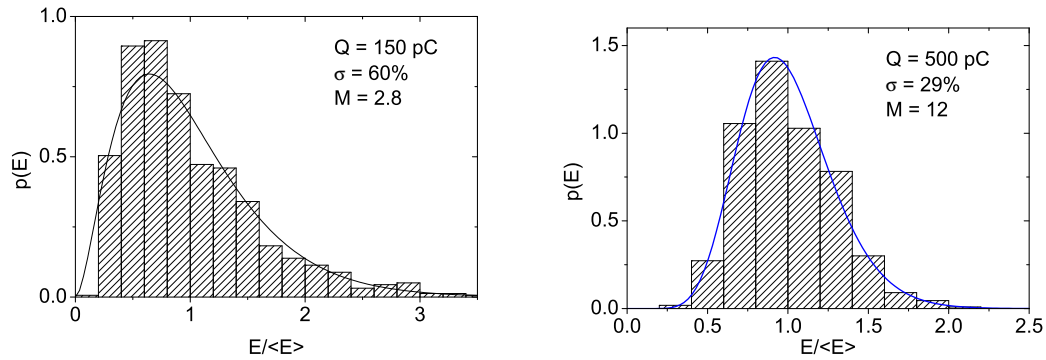 1.0
0.5
0.0
p(E)
Q = 150 pC
σ = 60%
M = 2.8
0 1 2 3
E/<E>
1.5
1.0
0.5
0.0
p(E)
Q = 500 pC
σ = 29%
M = 12
0.0 0.5 1.0 1.5 2.0 2.5
E/<E>